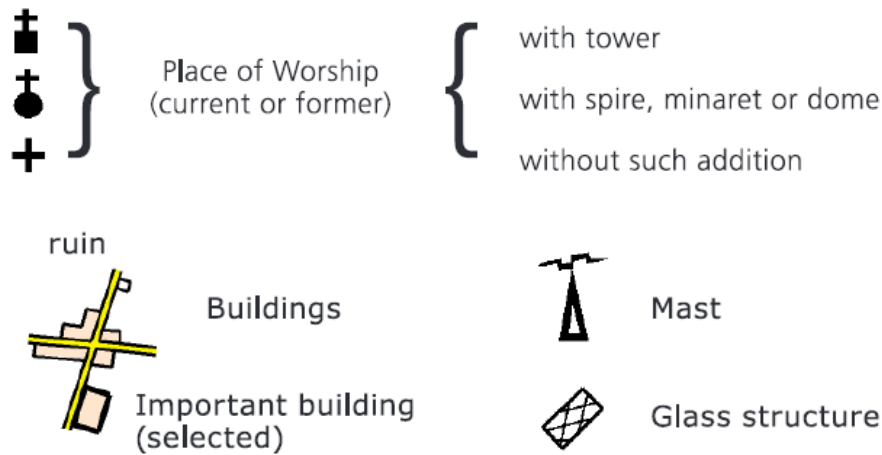 Place of Worship
(current or former)
with tower
with spire, minaret or dome
without such addition
ruin
Buildings
Important building
(selected)
Mast
Glass structure